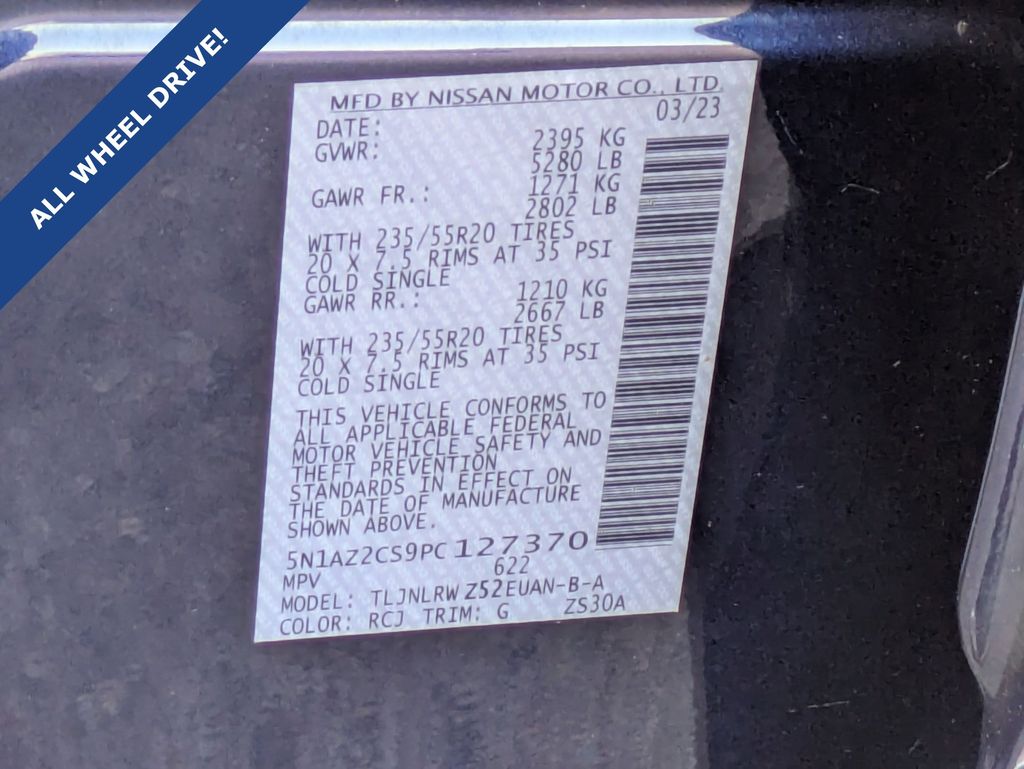 ALL WHEEL DRIVE!
MFD BY NISSAN MOTOR CO., LTD.
DATE: 03/23
GVWR: 2395 KG
5280 LB
GAWR FR.: 1271 KG
2802 LB
WITH 235/55R20 TIRES
20 X 7.5 RIMS AT 35 PSI
COLD SINGLE
GAWR RR.: 1210 KG
2667 LB
WITH 235/55R20 TIRES
20 X 7.5 RIMS AT 35 PSI
COLD SINGLE
THIS VEHICLE CONFORMS TO
ALL APPLICABLE FEDERAL
MOTOR VEHICLE SAFETY AND
THEFT PREVENTION
STANDARDS IN EFFECT ON
THE DATE OF MANUFACTURE
SHOWN ABOVE.
5N1AZ2CS9PC127370
MPV 622
MODEL: TLJNLRW Z52EUAN-B-A
COLOR: RCJ TRIM: G ZS30A